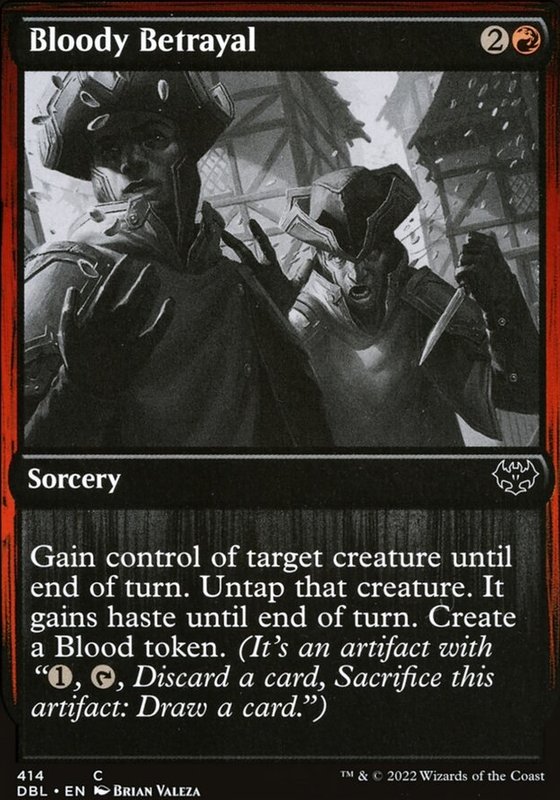 Bloody Betrayal 2
Sorcery
Gain control of target creature until
end of turn. Untap that creature. It
gains haste until end of turn. Create
a Blood token. (It's an artifact with
“1, , Discard a card, Sacrifice this
artifact: Draw a card.”)
414 C ™ & © 2022 Wizards of the Coast
DBL • EN Brian Valeza